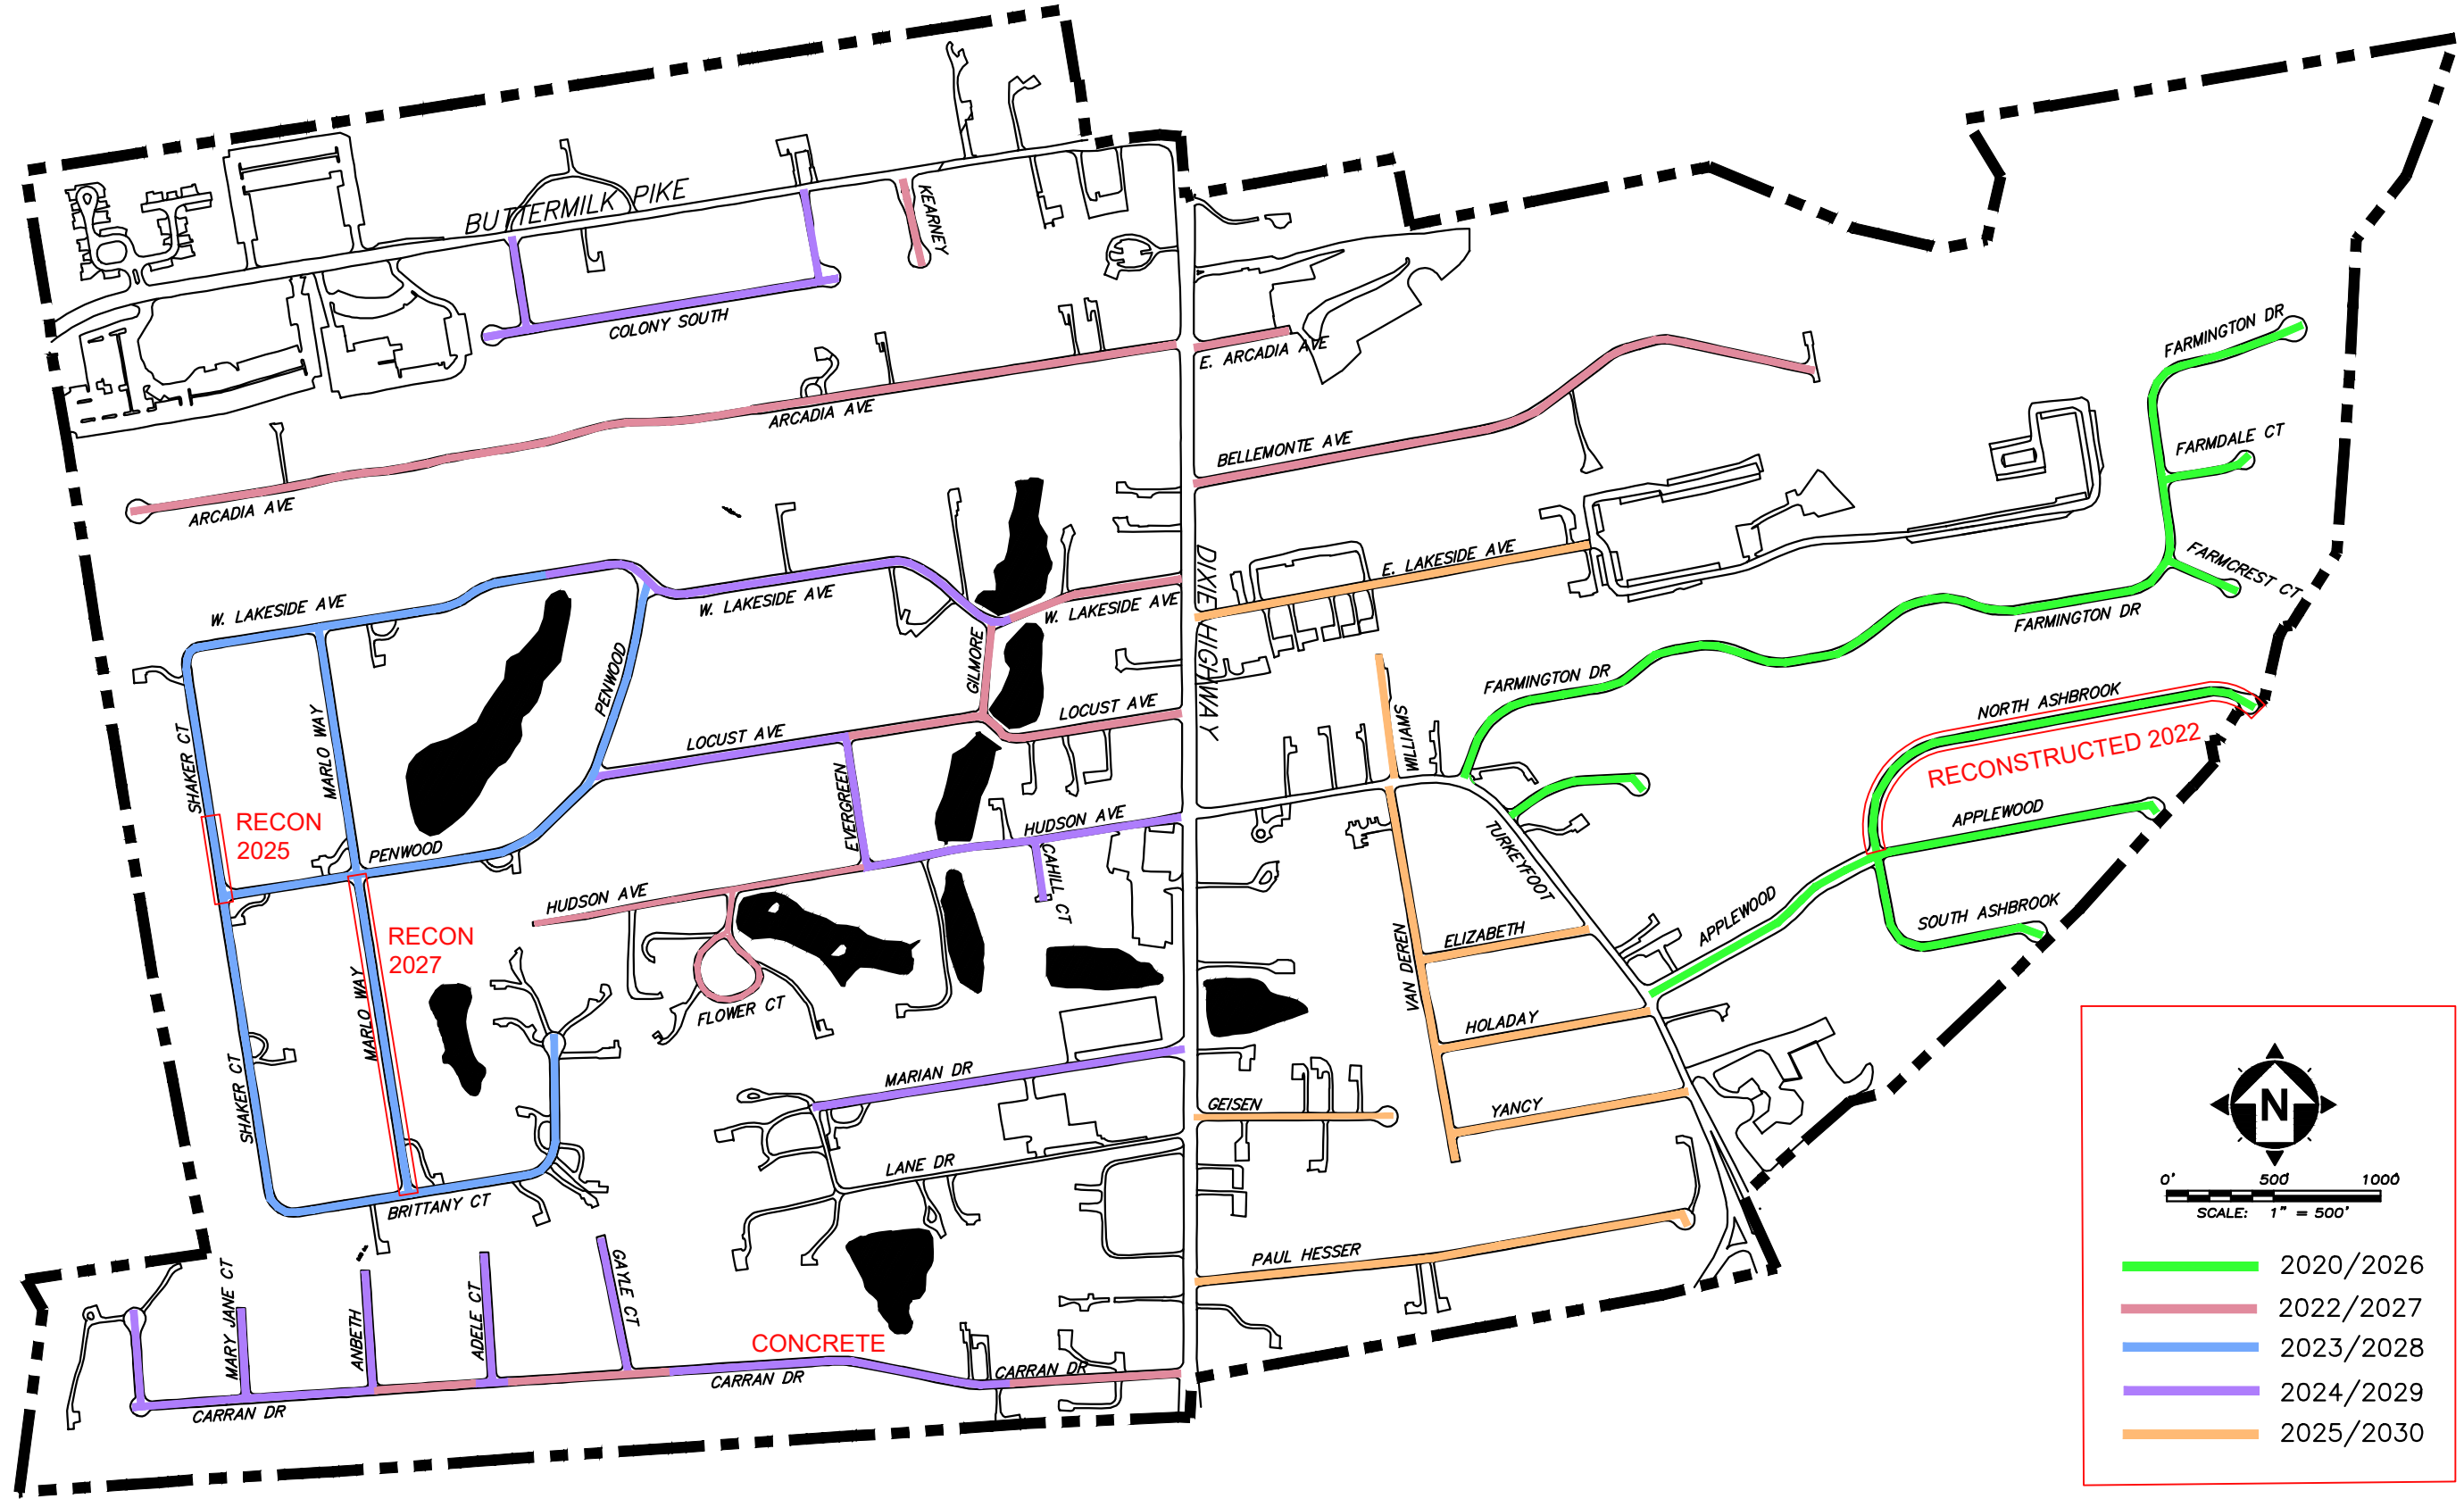 BUTTERMILK PIKE
KEARNEY
COLONY SOUTH
E. ARCADIA AVE
FARMINGTON DR
ARCADIA AVE
BELLEMONTE AVE
FARMDALE CT
ARCADIA AVE
DIXIE HIGHWAY
E. LAKESIDE AVE
FARMCREST CT
W. LAKESIDE AVE
W. LAKESIDE AVE
W. LAKESIDE AVE
FARMINGTON DR
GILMORE
PENWOOD
FARMINGTON DR
NORTH ASHBROOK
LOCUST AVE
LOCUST AVE
WILLIAMS
SHAKER CT
MARLO WAY
RECONSTRUCTED 2022
RECON
2025
EVERGREEN
HUDSON AVE
APPLEWOOD
PENWOOD
TURKEYFOOT
CAHILL CT
HUDSON AVE
APPLEWOOD
SOUTH ASHBROOK
RECON
2027
ELIZABETH
VAN DEREN
MARLO WAY
FLOWER CT
HOLADAY
SHAKER CT
MARIAN DR
GEISEN
YANCY
LANE DR
BRITTANY CT
PAUL HESSER
MARY JANE CT
ANBETH
ADELE CT
GAYLE CT
CONCRETE
CARRAN DR
CARRAN DR
CARRAN DR
N
0' 500' 1000'
SCALE: 1" = 500'
2020/2026
2022/2027
2023/2028
2024/2029
2025/2030